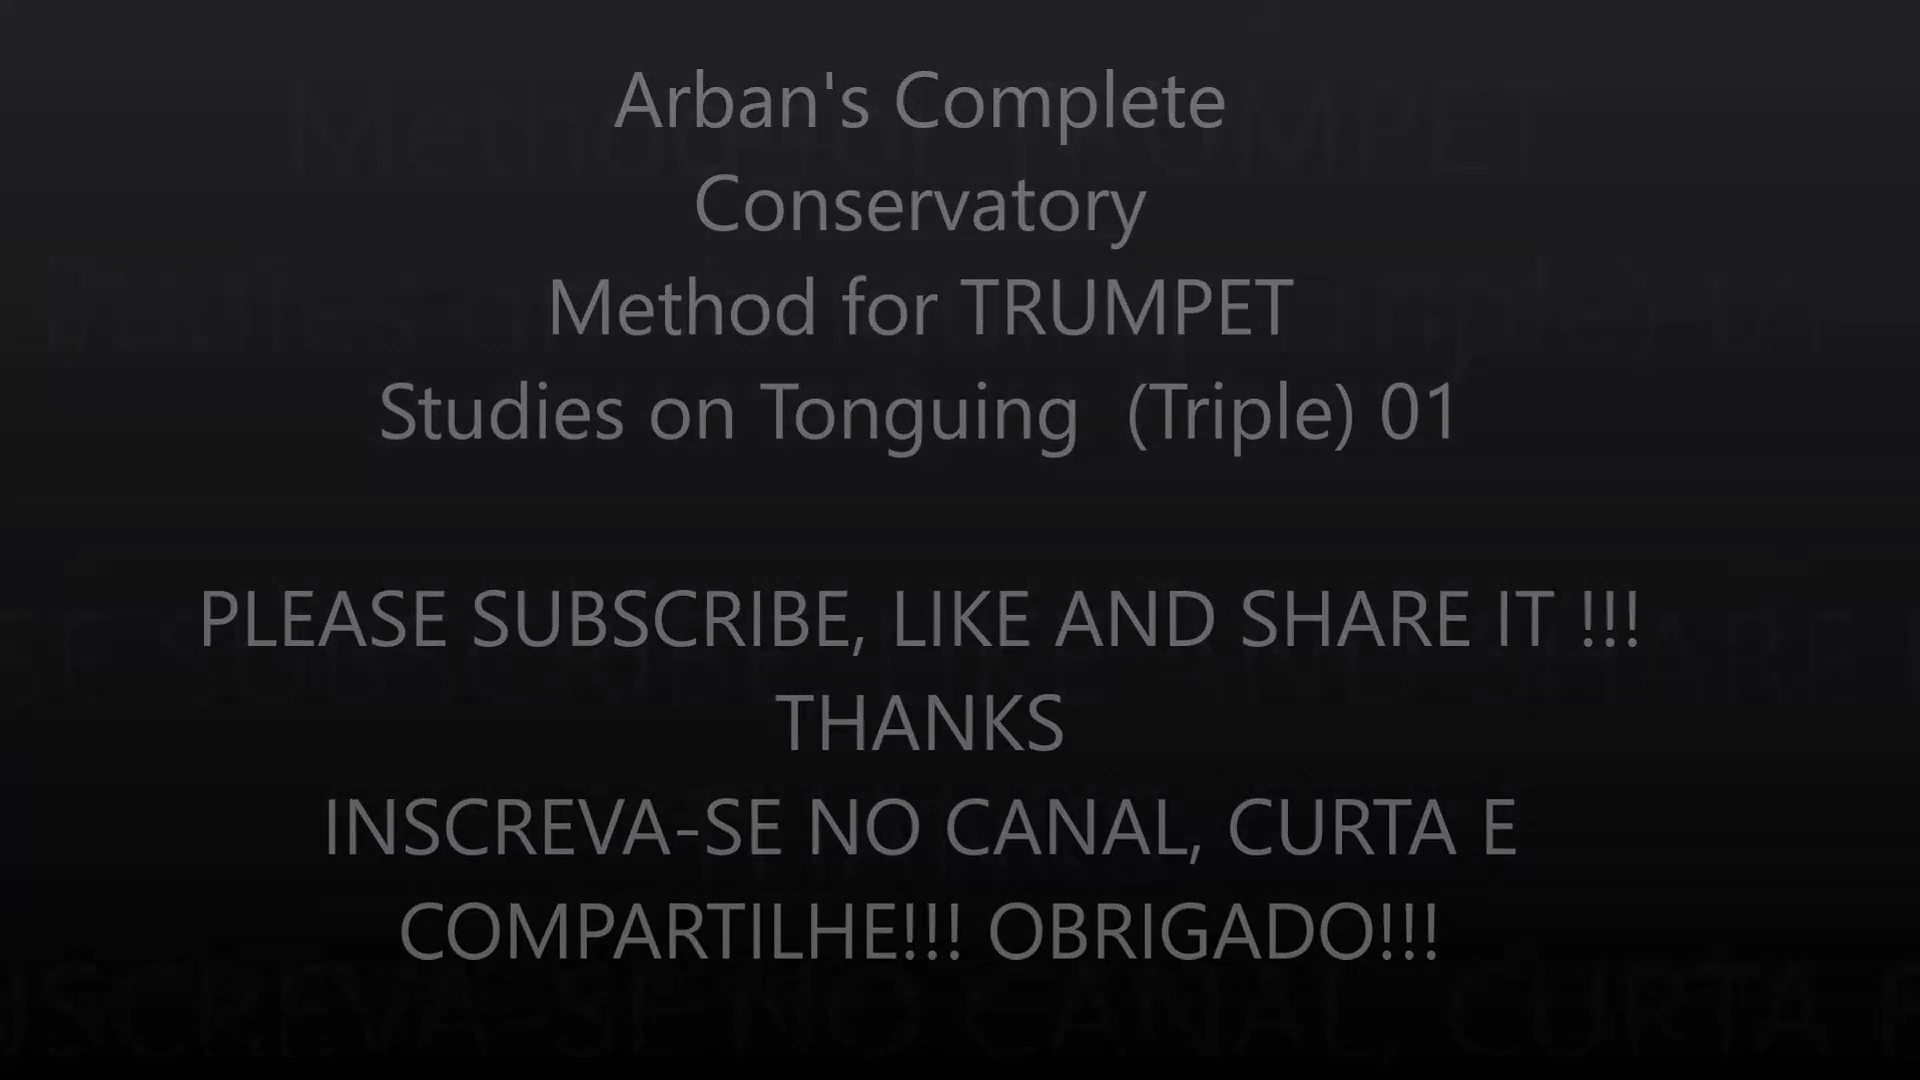 Arban's Complete
Conservatory
Method for TRUMPET
Studies on Tonguing  (Triple) 01
PLEASE SUBSCRIBE, LIKE AND SHARE IT !!!
THANKS
INSCREVA-SE NO CANAL, CURTA E
COMPARTILHE!!! OBRIGADO!!!